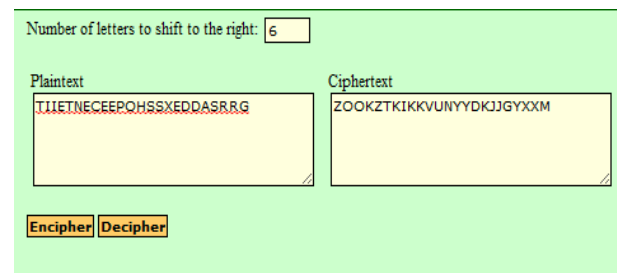 Number of letters to shift to the right: 6
Plaintext
TIIETNECEEPOHSSXEDDASRRG
Ciphertext
ZOOKZTKIKKVUNYYDKJJGYXXM
Encipher Decipher